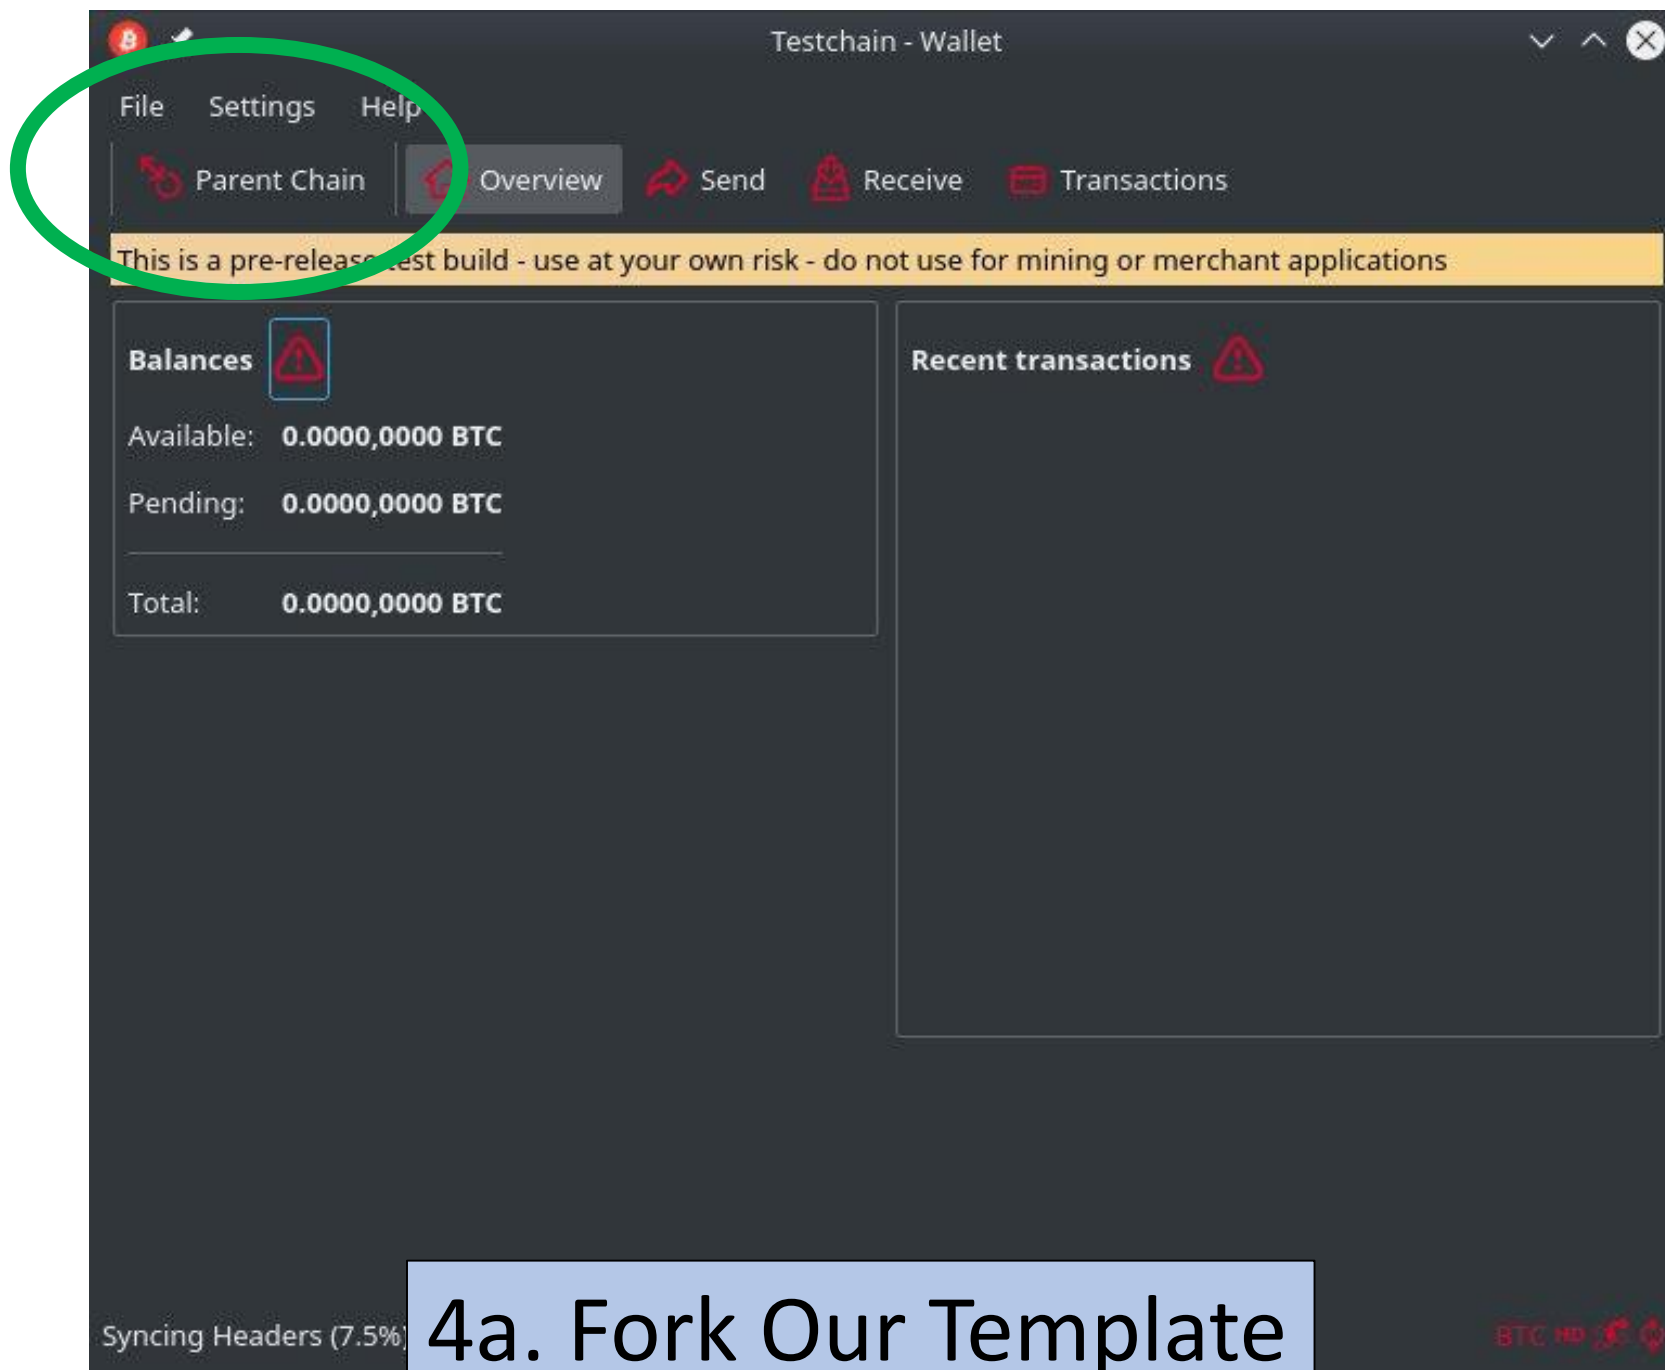 Testchain - Wallet
File Settings Help
Parent Chain Overview Send Receive Transactions
This is a pre-release test build - use at your own risk - do not use for mining or merchant applications
Balances
Available: 0.0000,0000 BTC
Pending: 0.0000,0000 BTC
Total: 0.0000,0000 BTC
Recent transactions
Syncing Headers (7.5%)
4a. Fork Our Template
BTC HD